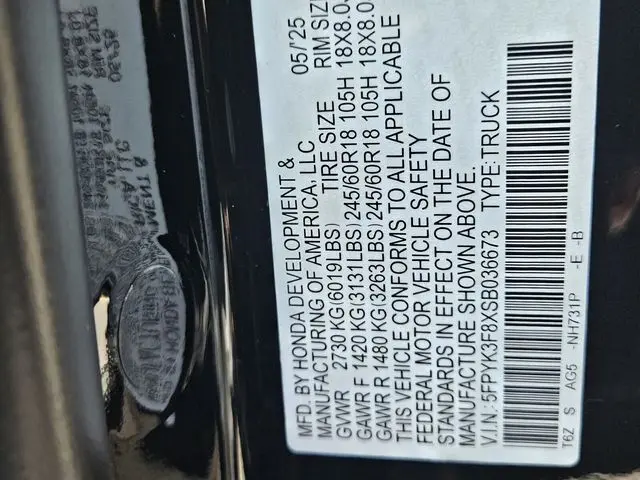 MFD. BY HONDA DEVELOPMENT & 05/'25
MANUFACTURING OF AMERICA, LLC RIM SIZE
GVWR 2730 KG(6019LBS) TIRE SIZE
GAWR F 1420 KG(3131LBS)245/60R18 105H 18X8.0
GAWR R 1480 KG(3263LBS)245/60R18 105H 18X8.0
THIS VEHICLE CONFORMS TO ALL APPLICABLE
FEDERAL MOTOR VEHICLE SAFETY
STANDARDS IN EFFECT ON THE DATE OF
MANUFACTURE SHOWN ABOVE.
V.I.N.: 5FPYK3F8XSB036673 TYPE: TRUCK
T6Z S AG5 -NH731P -E -B